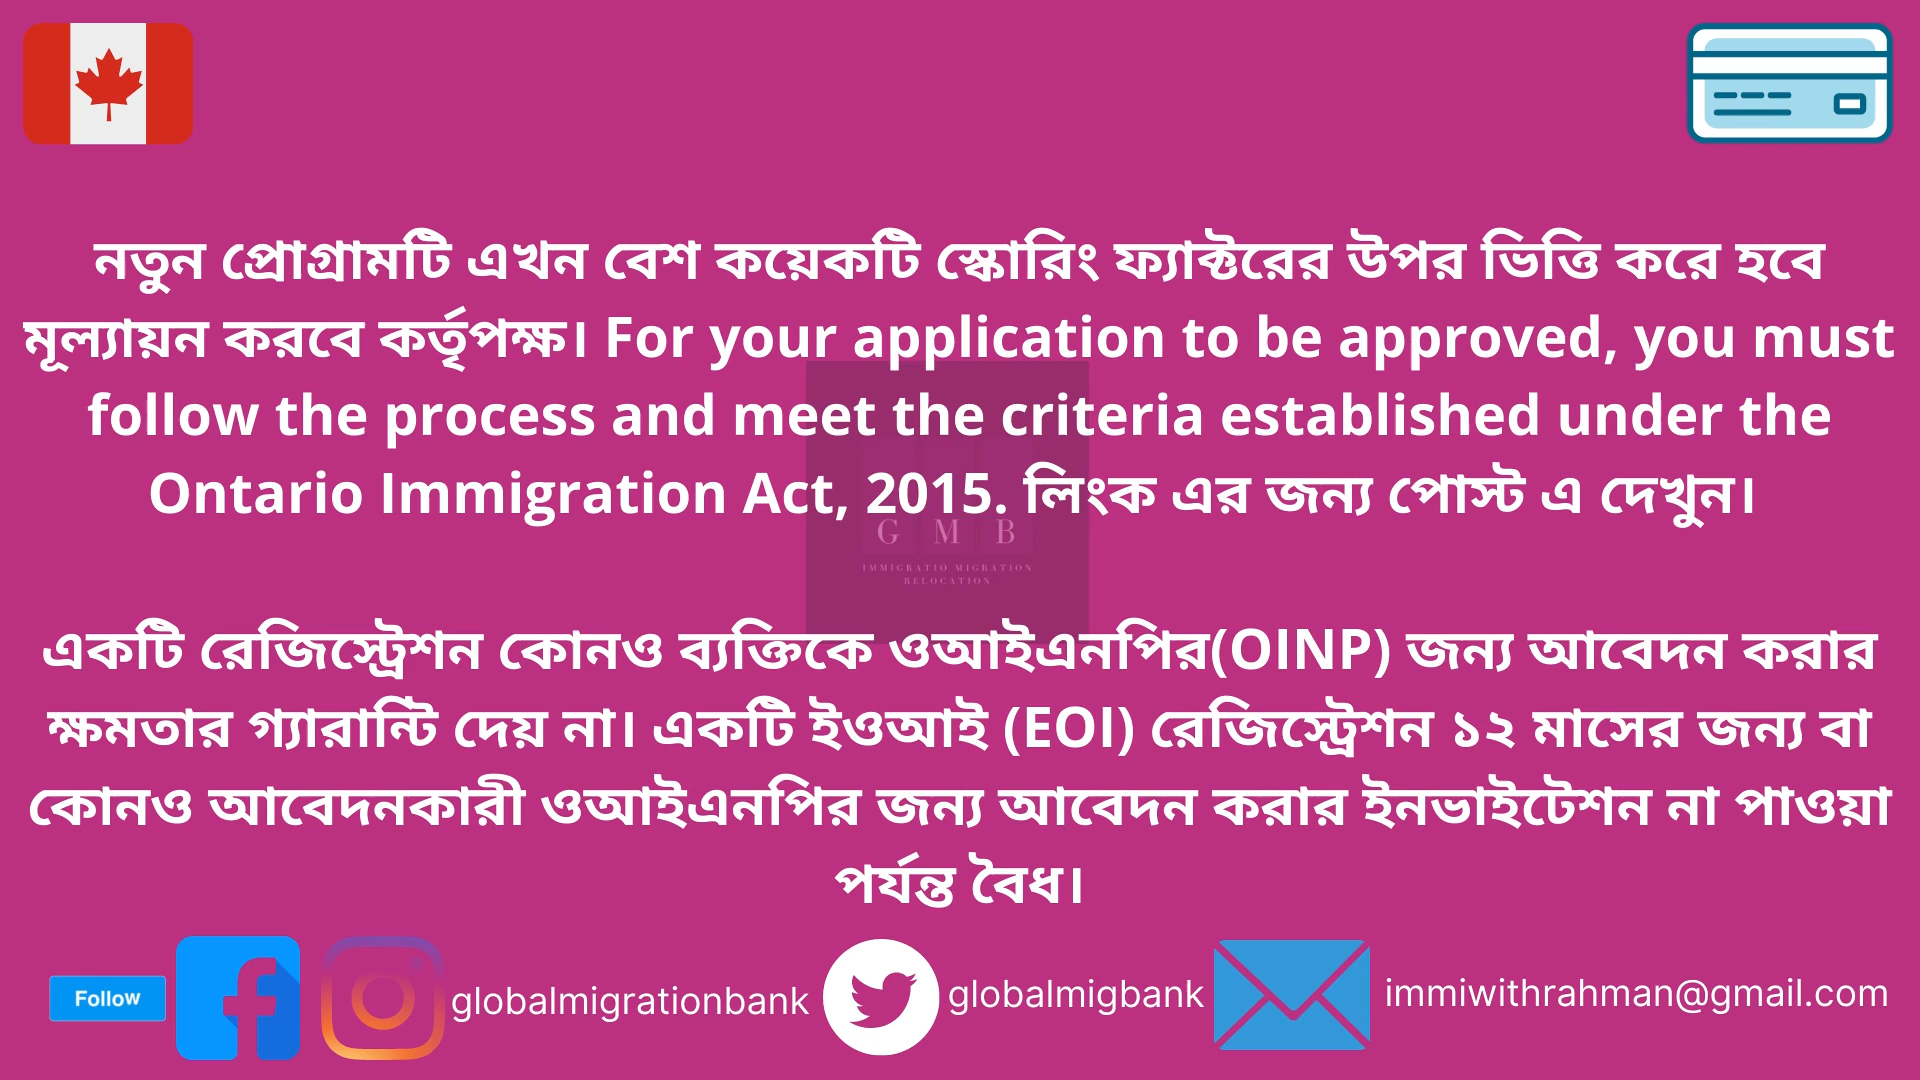 নতুন প্রোগ্রামটি এখন বেশ কয়েকটি স্কোরিং ফ্যাক্টরের উপর ভিত্তি করে হবে
মূল্যায়ন করবে কর্তৃপক্ষ। For your application to be approved, you must
follow the process and meet the criteria established under the
Ontario Immigration Act, 2015. লিংক এর জন্য পোস্ট এ দেখুন।
G M B
IMMIGRATIO MIGRATION
RELOCATION
একটি রেজিস্ট্রেশন কোনও ব্যক্তিকে ওআইএনপির(OINP) জন্য আবেদন করার
ক্ষমতার গ্যারান্টি দেয় না। একটি ইওআই (EOI) রেজিস্ট্রেশন ১২ মাসের জন্য বা
কোনও আবেদনকারী ওআইএনপির জন্য আবেদন করার ইনভাইটেশন না পাওয়া
পর্যন্ত বৈধ।
Follow globalmigrationbank globalmigbank immiwithrahman@gmail.com